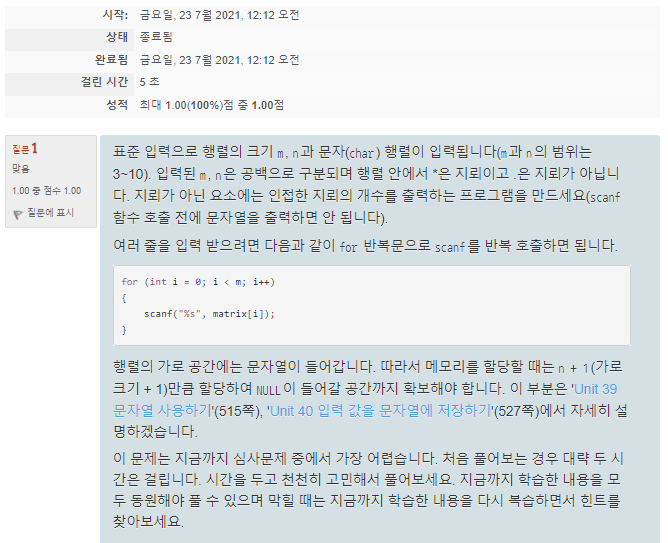 시작: 금요일, 23 7월 2021, 12:12 오전
상태 종료됨
완료됨 금요일, 23 7월 2021, 12:12 오전
걸린 시간 5 초
성적 최대 1.00(100%)점 중 1.00점
질문 1
맞음
1.00 중 점수 1.00
질문에 표시
표준 입력으로 행렬의 크기 m, n과 문자(char) 행렬이 입력됩니다(m과 n의 범위는
3~10). 입력된 m, n은 공백으로 구분되며 행렬 안에서 *은 지뢰이고 .은 지뢰가 아닙니
다. 지뢰가 아닌 요소에는 인접한 지뢰의 개수를 출력하는 프로그램을 만드세요(scanf
함수 호출 전에 문자열을 출력하면 안 됩니다).
여러 줄을 입력 받으려면 다음과 같이 for 반복문으로 scanf를 반복 호출하면 됩니다.
for (int i = 0; i < m; i++)
{
scanf("%s", matrix[i]);
}
행렬의 가로 공간에는 문자열이 들어갑니다. 따라서 메모리를 할당할 때는 n + 1(가로
크기 + 1)만큼 할당하여 NULL이 들어갈 공간까지 확보해야 합니다. 이 부분은 'Unit 39
문자열 사용하기'(515쪽), 'Unit 40 입력 값을 문자열에 저장하기'(527쪽)에서 자세히 설
명하겠습니다.
이 문제는 지금까지 심사문제 중에서 가장 어렵습니다. 처음 풀어보는 경우 대략 두 시
간은 걸립니다. 시간을 두고 천천히 고민해서 풀어보세요. 지금까지 학습한 내용을 모
두 동원해야 풀 수 있으며 막힐 때는 지금까지 학습한 내용을 다시 복습하면서 힌트를
찾아보세요.